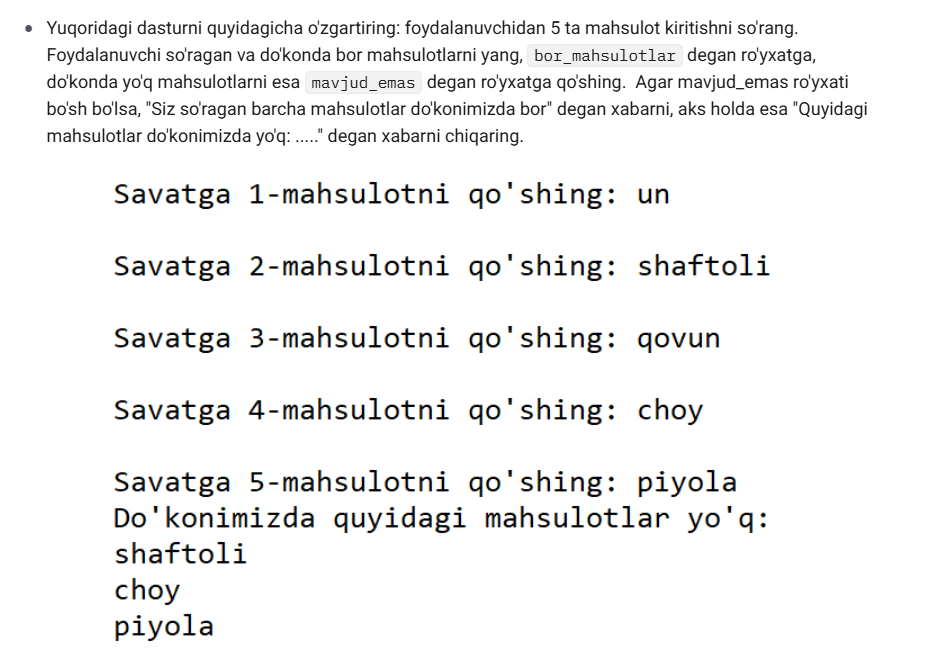 Yuqoridagi dasturni quyidagicha o'zgartiring: foydalanuvchidan 5 ta mahsulot kiritishni so'rang.
Foydalanuvchi so'ragan va do'konda bor mahsulotlarni yang, bor_mahsulotlar degan ro'yxatga,
do'konda yo'q mahsulotlarni esa mavjud_emas degan ro'yxatga qo'shing. Agar mavjud_emas ro'yxati
bo'sh bo'lsa, "Siz so'ragan barcha mahsulotlar do'konimizda bor" degan xabarni, aks holda esa "Quyidagi
mahsulotlar do'konimizda yo'q: ....." degan xabarni chiqaring.
Savatga 1-mahsulotni qo'shing: un
Savatga 2-mahsulotni qo'shing: shaftoli
Savatga 3-mahsulotni qo'shing: qovun
Savatga 4-mahsulotni qo'shing: choy
Savatga 5-mahsulotni qo'shing: piyola
Do'konimizda quyidagi mahsulotlar yo'q:
shaftoli
choy
piyola